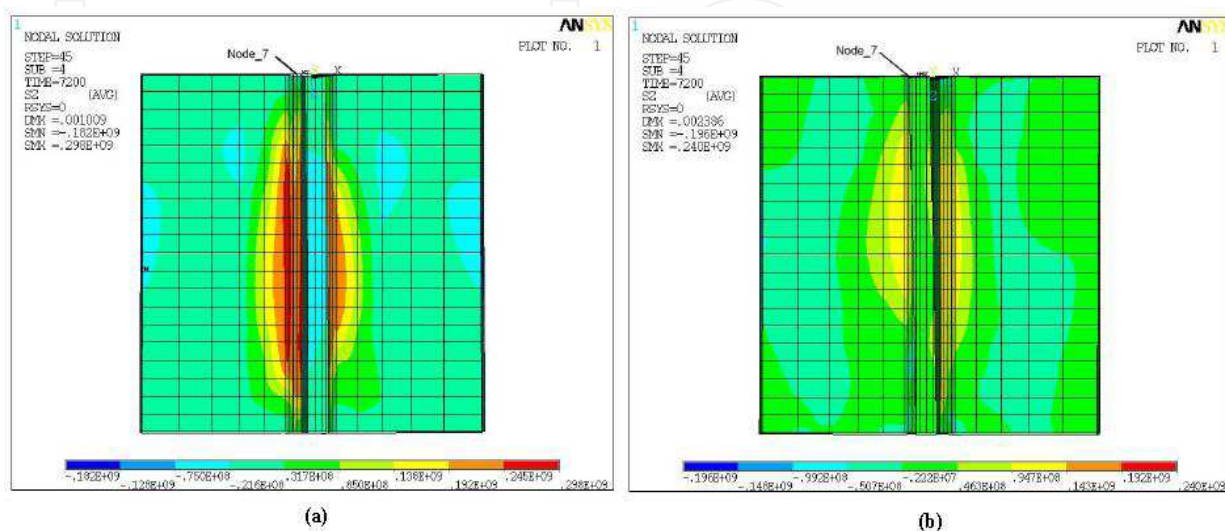 1
ANSYS
NODAL SOLUTION
PLOT NO. 1
STEP=45
SUB =4
TIME=7200
SZ (AVG)
RSYS=0
DMX =.001009
SMN =-.182E+09
SMX =.298E+09
Node_7
X
-.182E+09 -.750E+08 .317E+08 .138E+09 .245E+09
-.128E+09 -.216E+08 .850E+08 .192E+09 .298E+09
(a)
1
ANSYS
NODAL SOLUTION
PLOT NO. 1
STEP=45
SUB =4
TIME=7200
SZ (AVG)
RSYS=0
DMX =.002386
SMN =-.196E+09
SMX =.240E+09
Node_7
X
-.196E+09 -.992E+08 -.222E+07 .947E+08 .192E+09
-.148E+09 -.507E+08 .463E+08 .143E+09 .240E+09
(b)